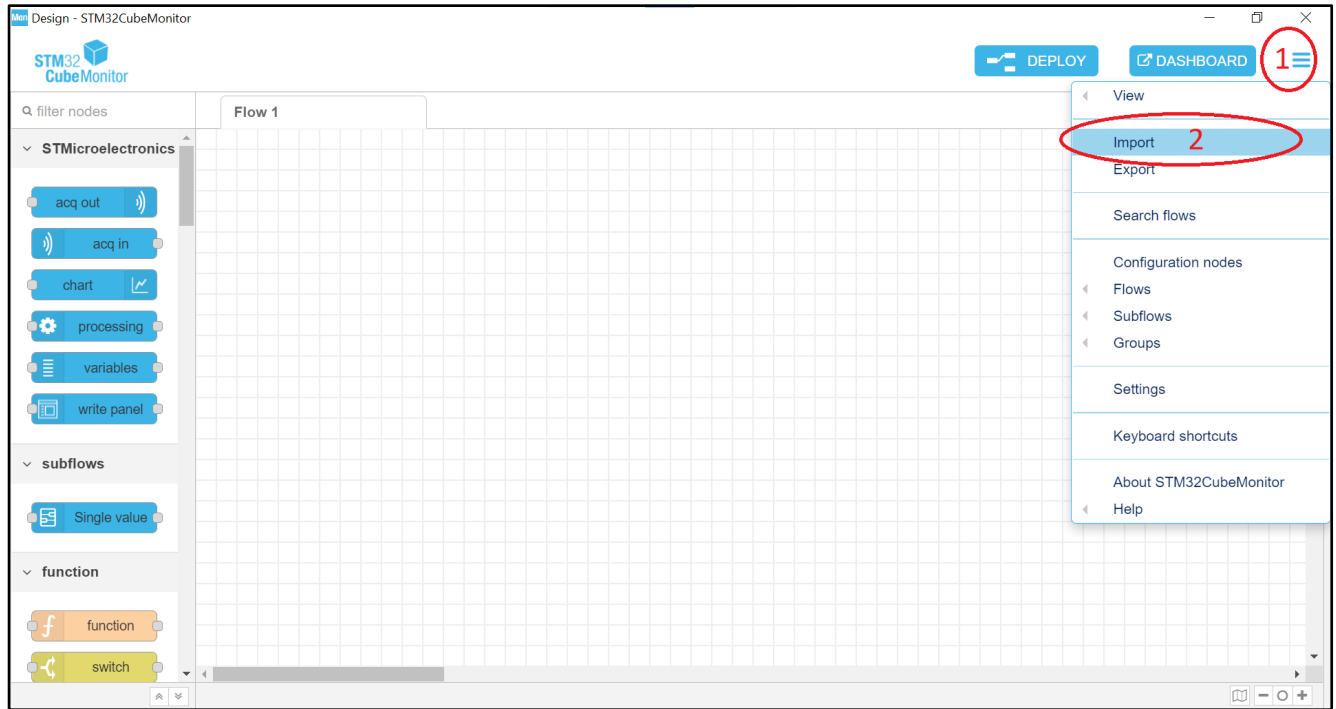 Mon Design - STM32CubeMonitor
STM32
CubeMonitor
DEPLOY
DASHBOARD
1
filter nodes
Flow 1
STMicroelectronics
acq out
acq in
chart
processing
variables
write panel
subflows
Single value
function
function
switch
View
Import 2
Export
Search flows
Configuration nodes
Flows
Subflows
Groups
Settings
Keyboard shortcuts
About STM32CubeMonitor
Help